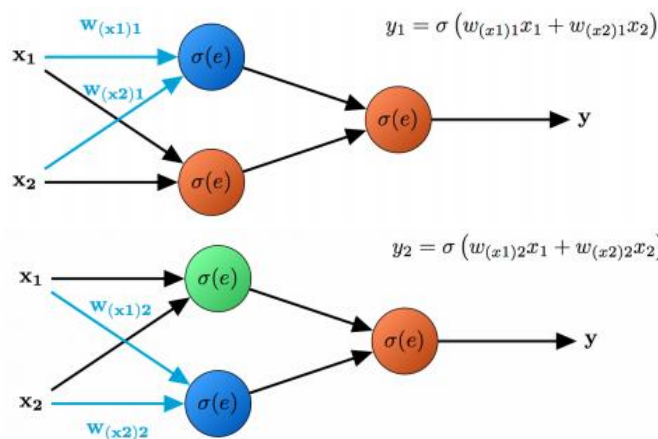 w(x1)1
y₁ = σ (w(x1)1x₁ + w(x2)1x₂)
x₁
σ(e)
w(x2)1
σ(e)
y
x₂
σ(e)
y₂ = σ (w(x1)2x₁ + w(x2)2x₂)
x₁
σ(e)
w(x1)2
σ(e)
y
x₂
σ(e)
w(x2)2